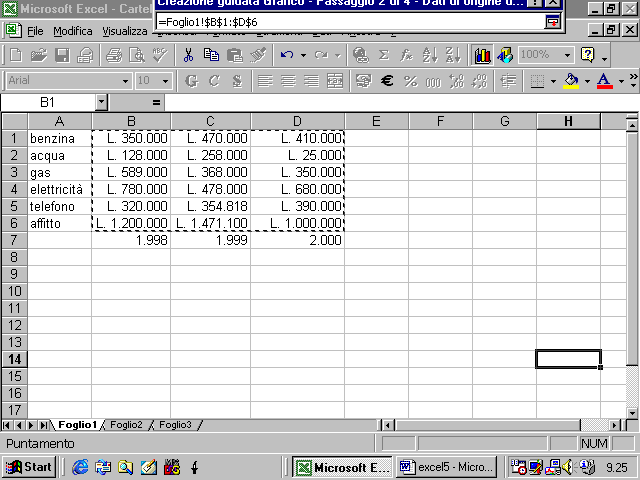 Microsoft Excel - Cartel
Creazione guidata Grafico - Passaggio 2 di 4 - Dati di origine d...
=Foglio1!$B$1:$D$6
File Modifica Visualizza
100%
Arial 10 G C S € % 000
B1 =
A B C D E F G H
1 benzina L. 350.000 L. 470.000 L. 410.000
2 acqua L. 128.000 L. 258.000 L. 25.000
3 gas L. 589.000 L. 368.000 L. 350.000
4 elettricità L. 780.000 L. 478.000 L. 680.000
5 telefono L. 320.000 L. 354.818 L. 390.000
6 affitto L. 1.200.000 L. 1.471.100 L. 1.000.000
7 1.998 1.999 2.000
8
9
10
11
12
13
14
15
16
17
Foglio1 Foglio2 Foglio3
Puntamento NUM
Start Microsoft E... excel5 - Micro... 9.25